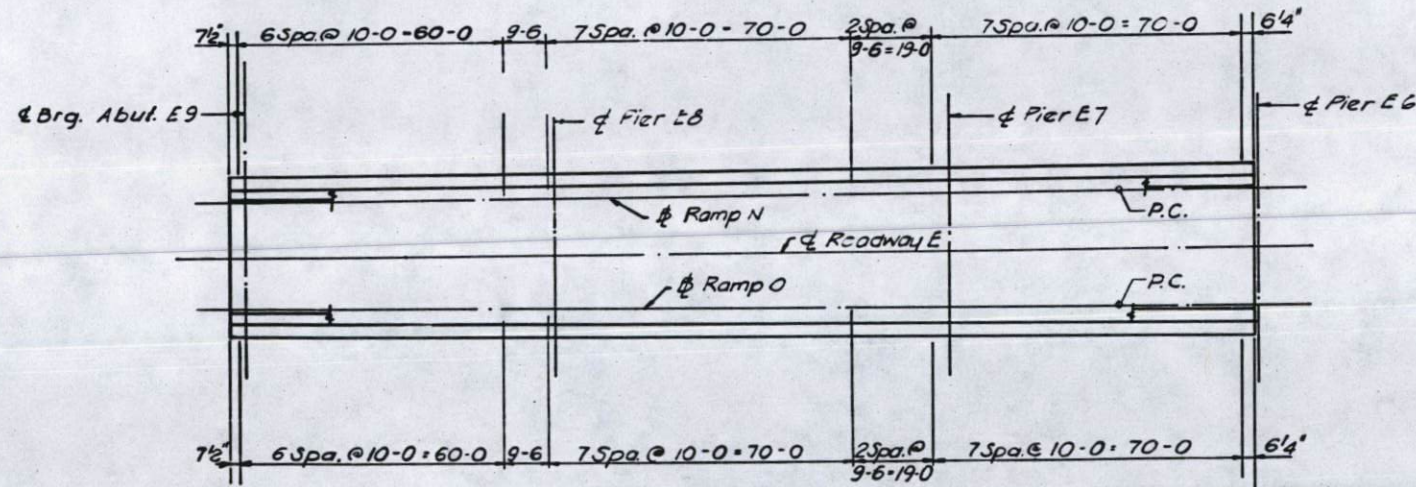 7½" 6 Spa. @ 10-0 = 60-0 9-6 7 Spa. @ 10-0 = 70-0 2 Spa. @ 7 Spa. @ 10-0 = 70-0 6¼"
9-6 = 19-0
℄ Brg. Abut. E9
℄ Pier E8
℄ Pier E7
℄ Pier E6
℄ Ramp N
P.C.
℄ Roadway E
℄ Ramp O
P.C.
7½" 6 Spa. @ 10-0 = 60-0 9-6 7 Spa. @ 10-0 = 70-0 2 Spa. @ 7 Spa. @ 10-0 = 70-0 6¼"
9-6 = 19-0